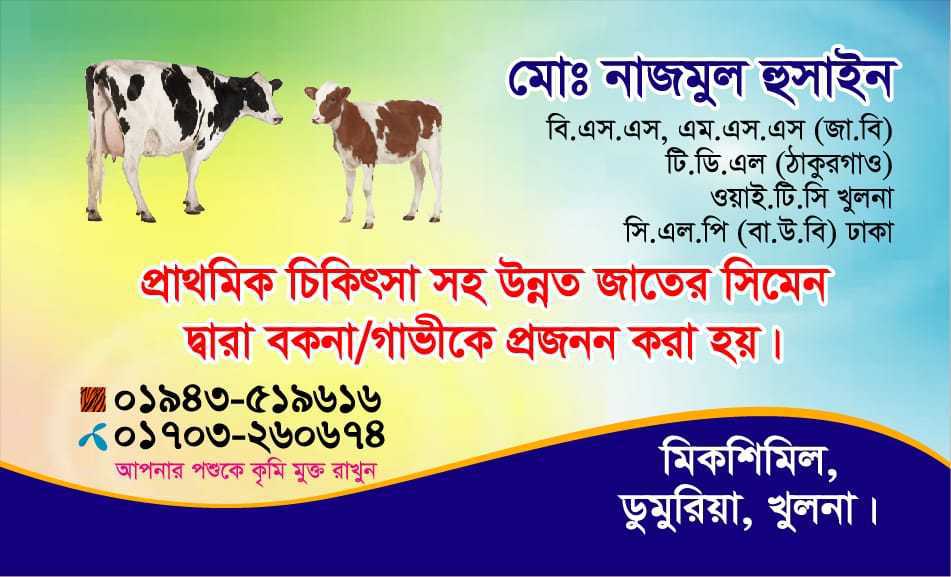 মোঃ নাজমুল হুসাইন
বি.এস.এস, এম.এস.এস (জা.বি)
টি.ডি.এল (ঠাকুরগাও)
ওয়াই.টি.সি খুলনা
সি.এল.পি (বা.উ.বি) ঢাকা
প্রাথমিক চিকিৎসা সহ উন্নত জাতের সিমেন
দ্বারা বকনা/গাভীকে প্রজনন করা হয়।
০১৯৪৩-৫১৯৬১৬
০১৭০৩-২৬০৬৭৪
আপনার পশুকে কৃমি মুক্ত রাখুন
মিকশিমিল,
ডুমুরিয়া, খুলনা।